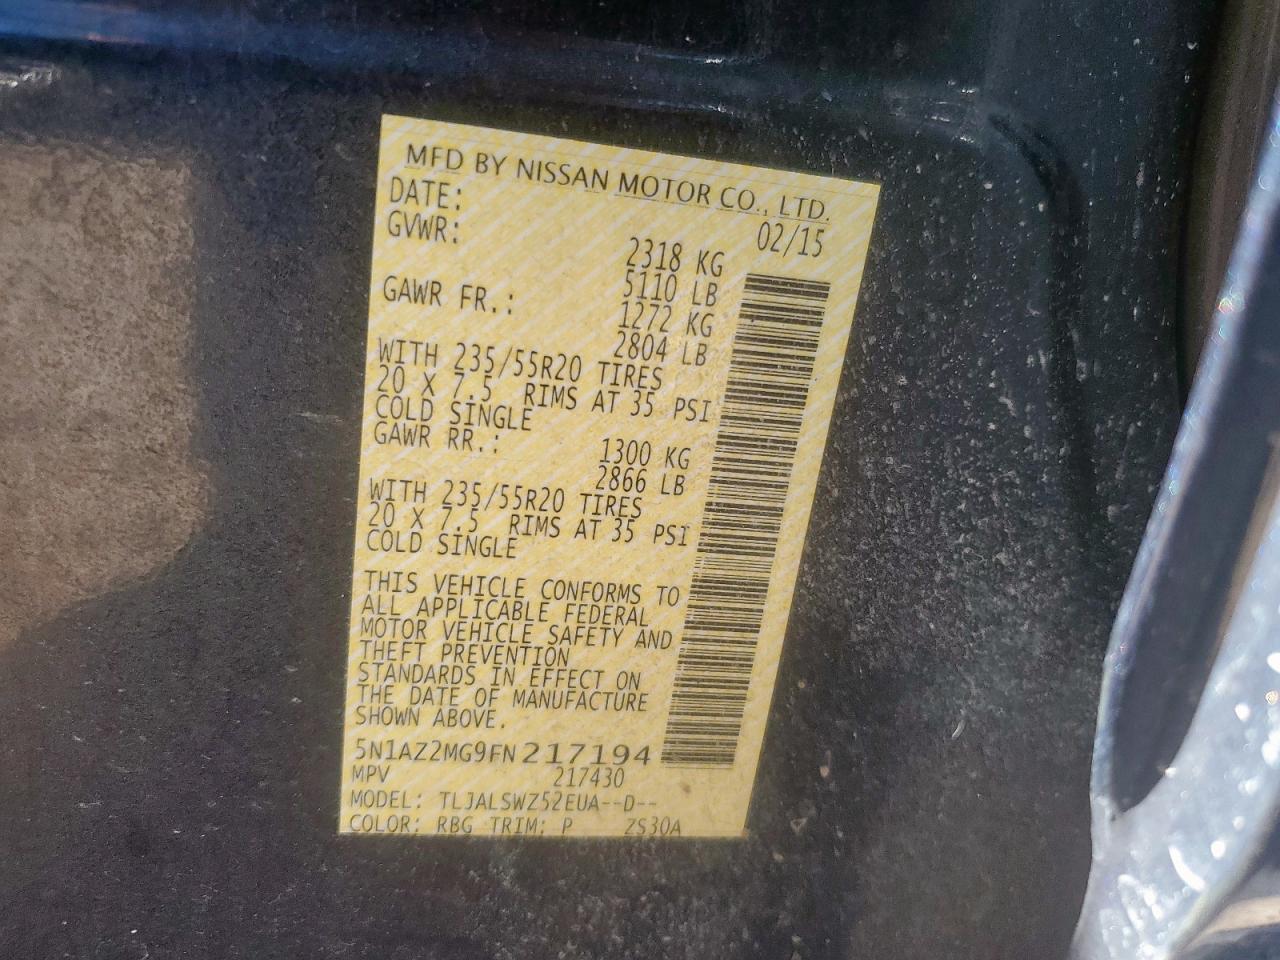 MFD BY NISSAN MOTOR CO., LTD.
DATE: 02/15
GVWR: 2318 KG
5110 LB
GAWR FR.: 1272 KG
2804 LB
WITH 235/55R20 TIRES
20 X 7.5 RIMS AT 35 PSI
COLD SINGLE
GAWR RR.: 1300 KG
2866 LB
WITH 235/55R20 TIRES
20 X 7.5 RIMS AT 35 PSI
COLD SINGLE
THIS VEHICLE CONFORMS TO
ALL APPLICABLE FEDERAL
MOTOR VEHICLE SAFETY AND
THEFT PREVENTION
STANDARDS IN EFFECT ON
THE DATE OF MANUFACTURE
SHOWN ABOVE.
5N1AZ2MG9FN217194
MPV 217430
MODEL: TLJALSWZ52EUA--D--
COLOR: RBG TRIM: P ZS30A